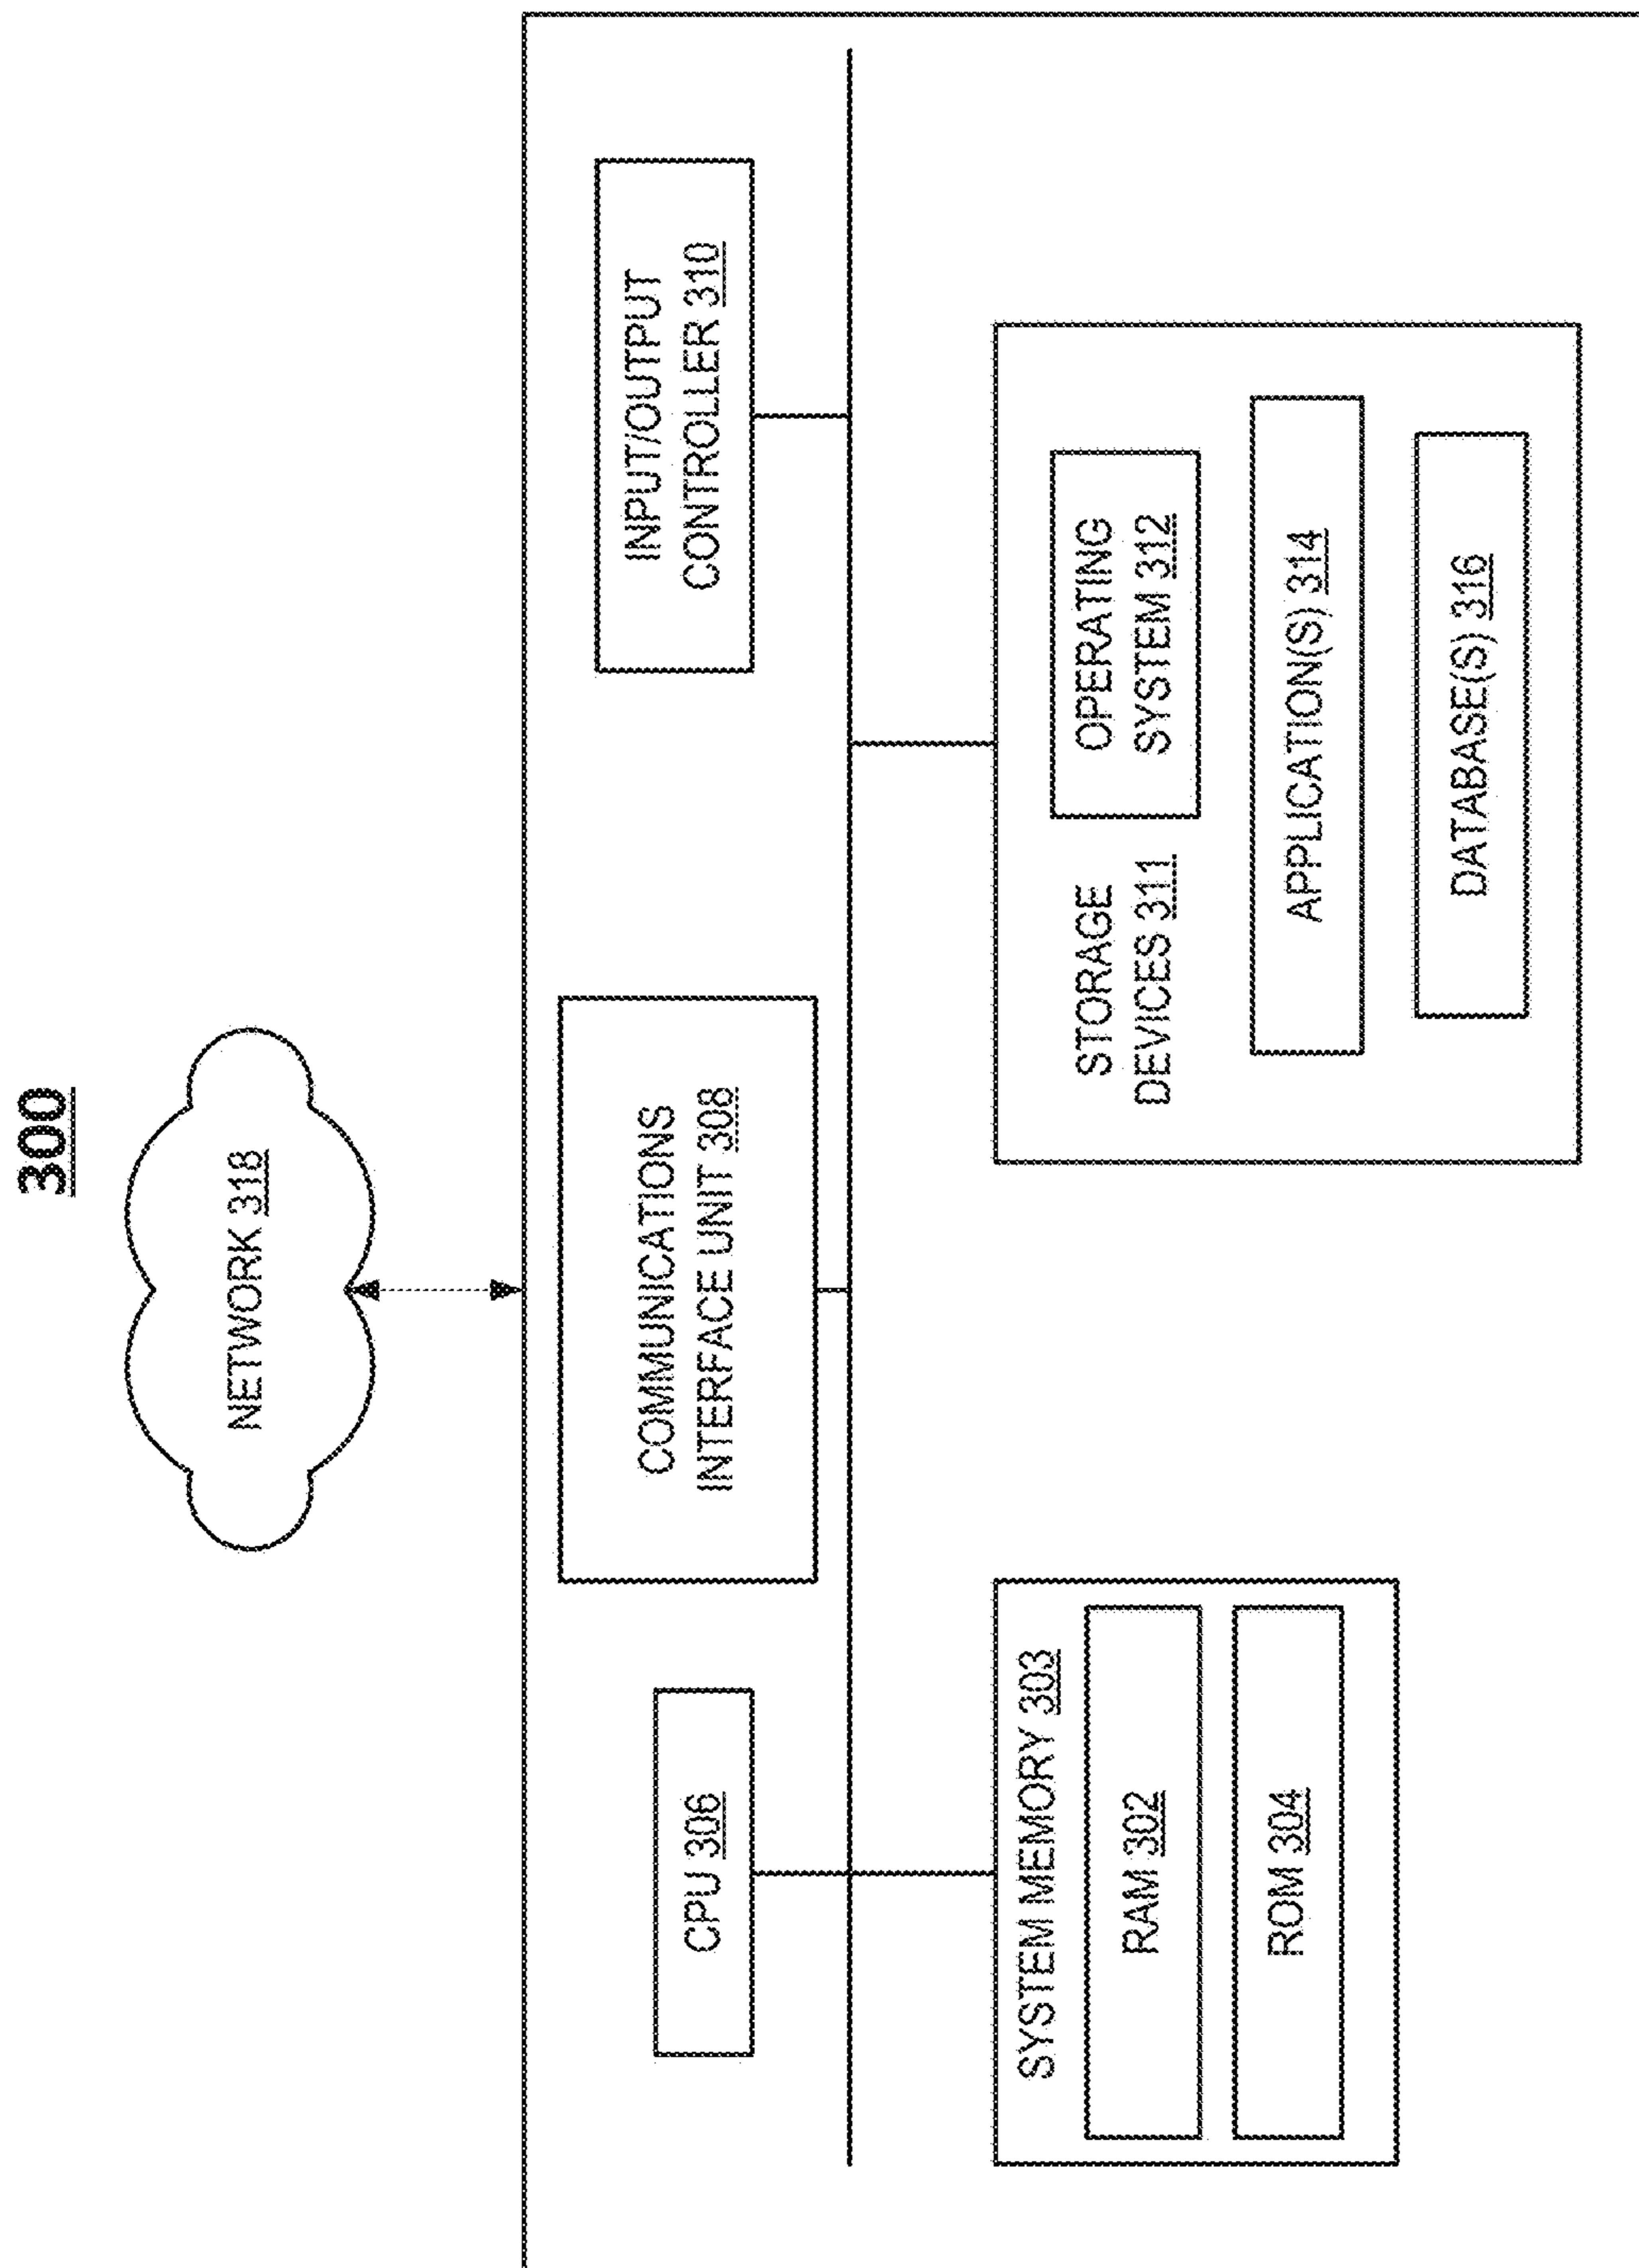 300
NETWORK 318
CPU 306
COMMUNICATIONS
INTERFACE UNIT 308
INPUT/OUTPUT
CONTROLLER 310
SYSTEM MEMORY 303
RAM 302
ROM 304
STORAGE
DEVICES 311
OPERATING
SYSTEM 312
APPLICATION(S) 314
DATABASE(S) 316